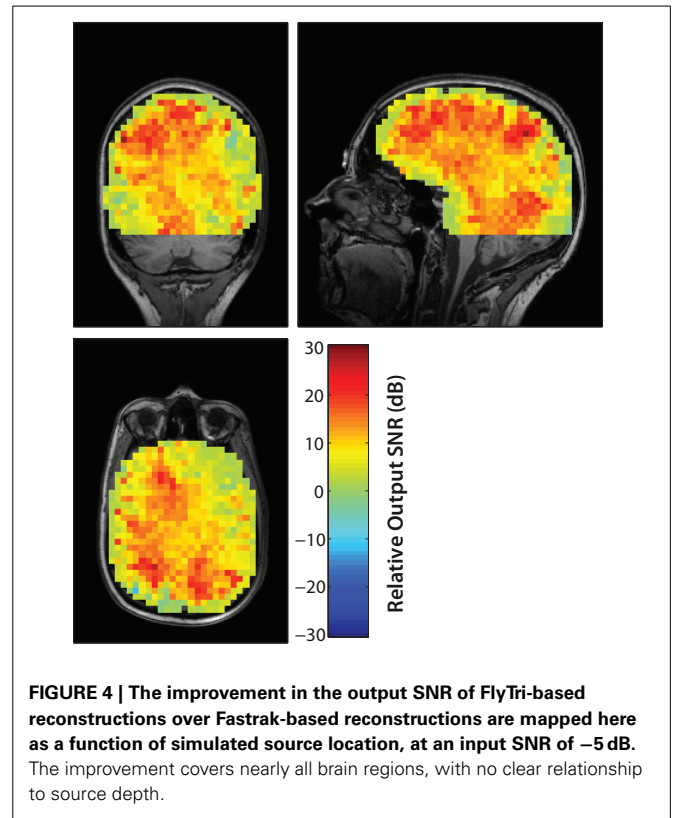 30
20
10
0
−10
−20
−30
Relative Output SNR (dB)
FIGURE 4 | The improvement in the output SNR of FlyTri-based
reconstructions over Fastrak-based reconstructions are mapped here
as a function of simulated source location, at an input SNR of −5 dB.
The improvement covers nearly all brain regions, with no clear relationship
to source depth.